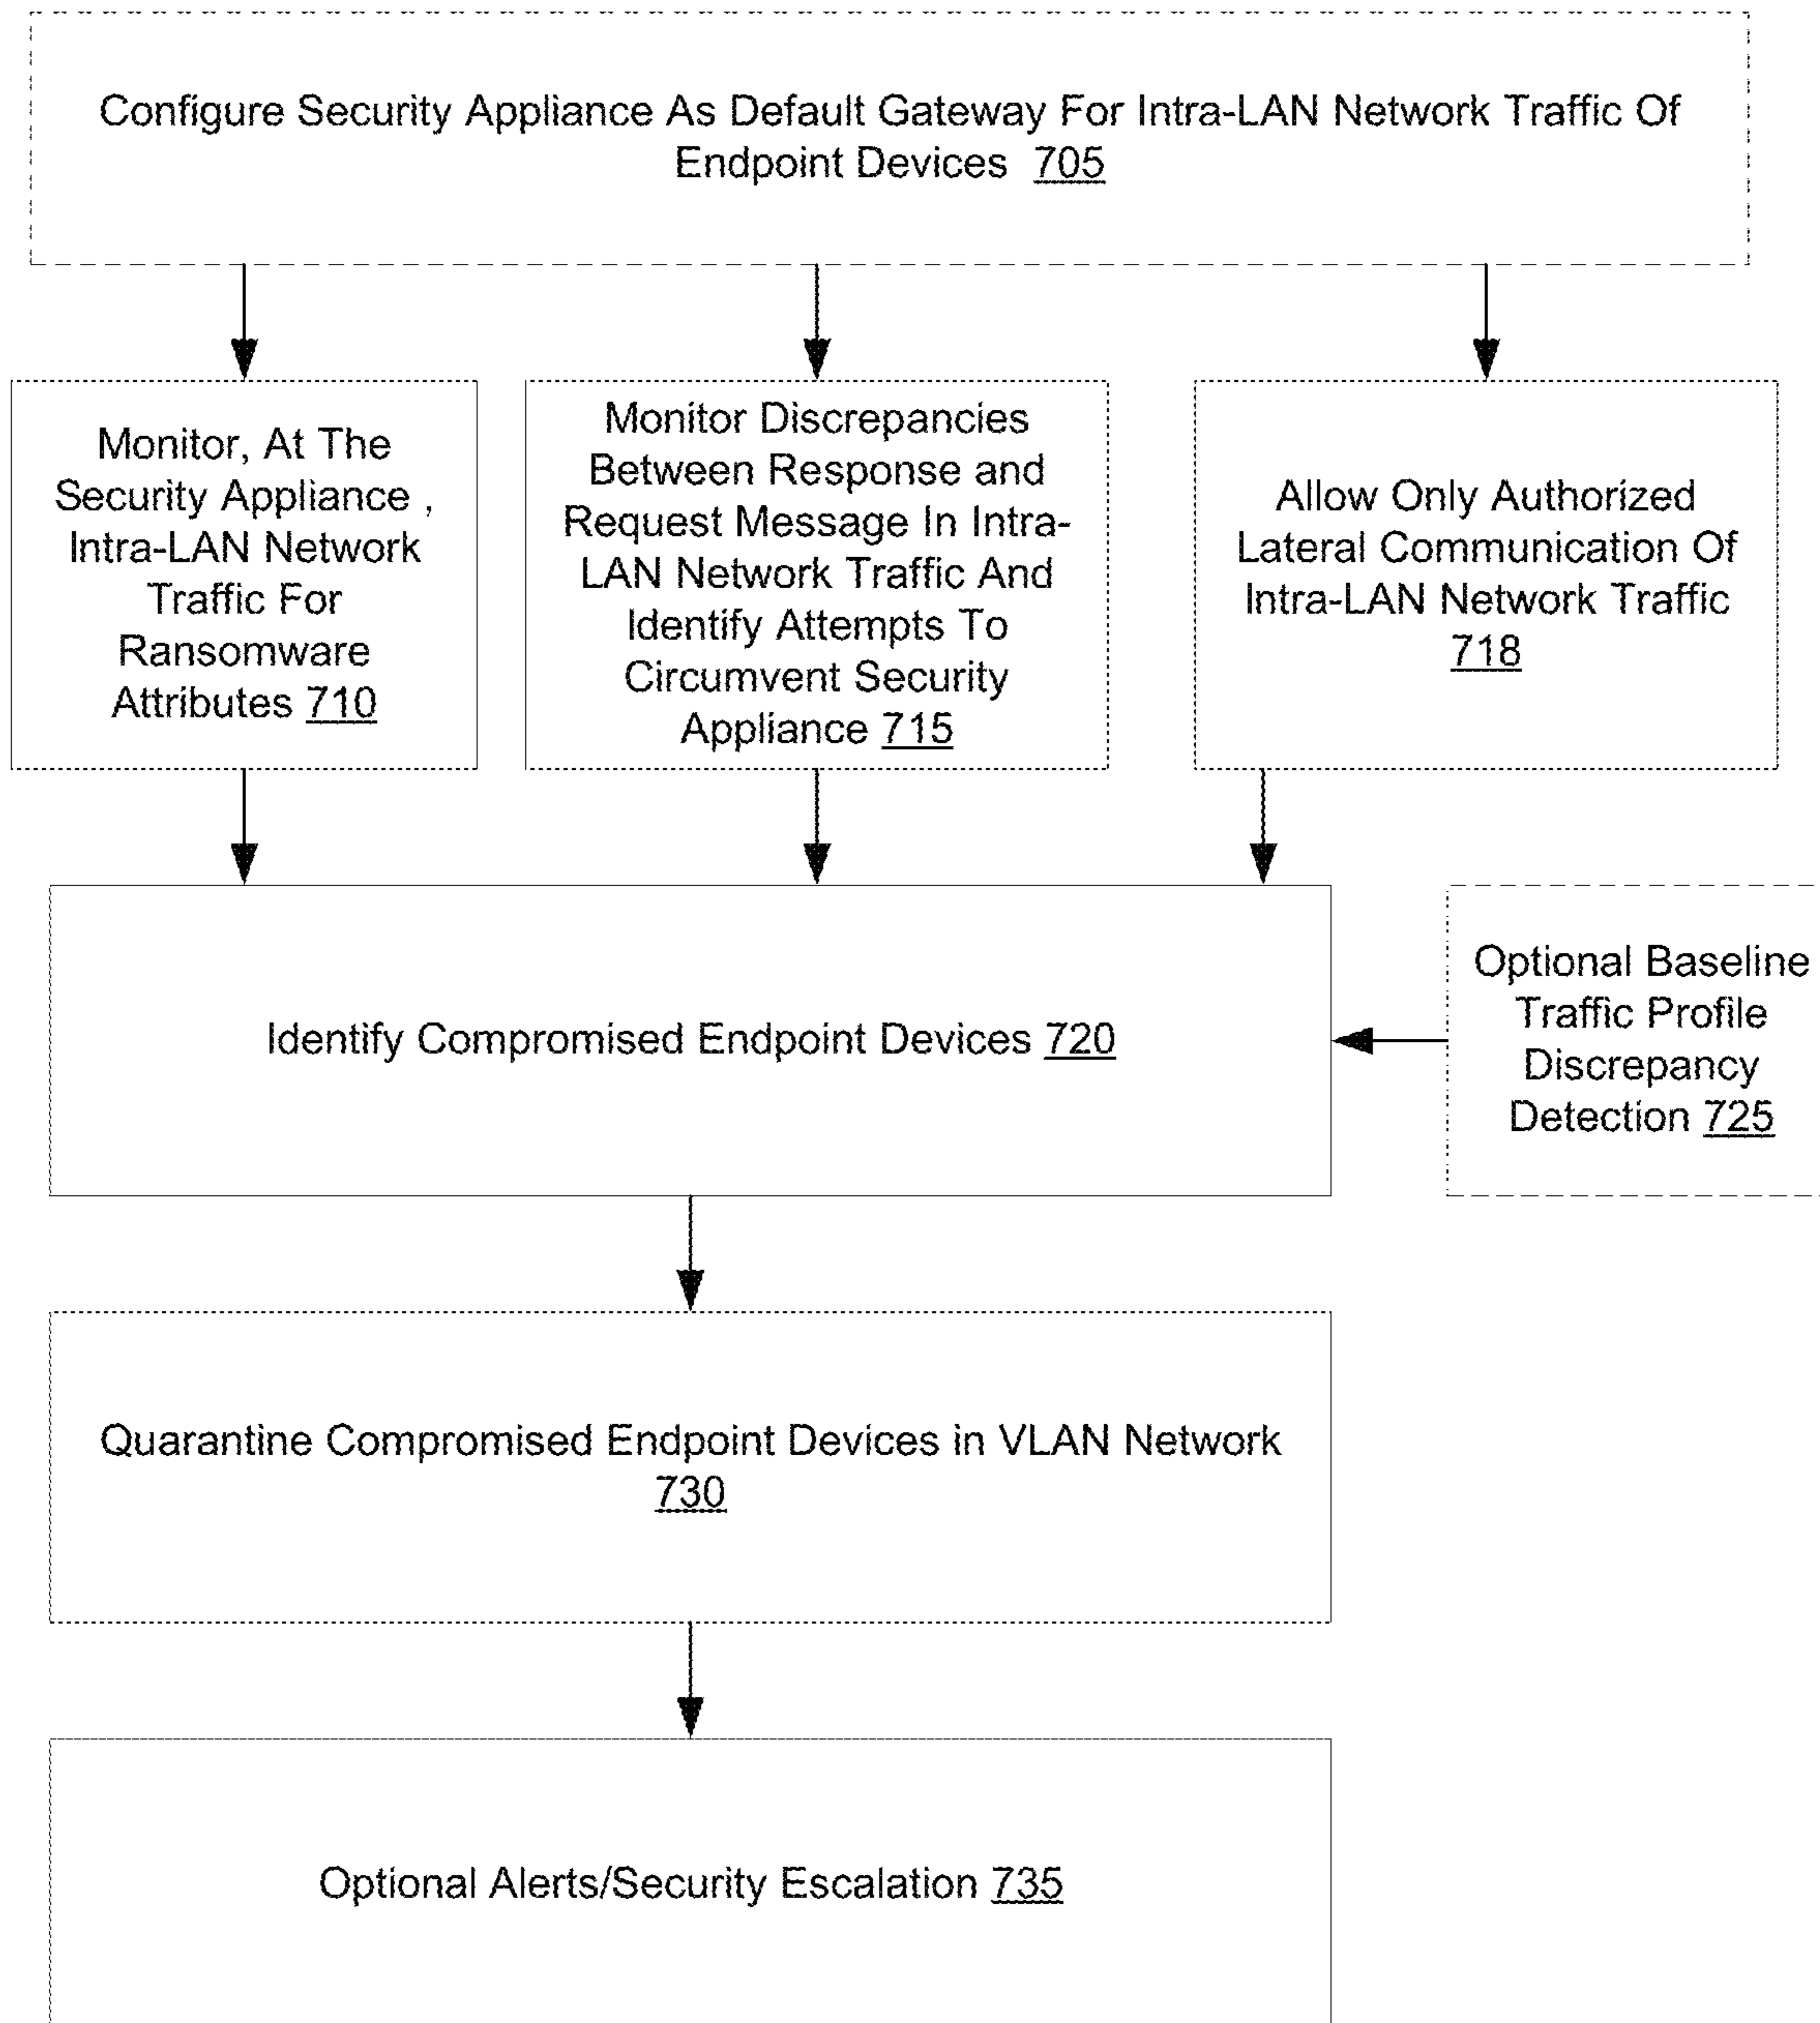 Configure Security Appliance As Default Gateway For Intra-LAN Network Traffic Of
Endpoint Devices 705
Monitor, At The
Security Appliance ,
Intra-LAN Network
Traffic For
Ransomware
Attributes 710
Monitor Discrepancies
Between Response and
Request Message In Intra-
LAN Network Traffic And
Identify Attempts To
Circumvent Security
Appliance 715
Allow Only Authorized
Lateral Communication Of
Intra-LAN Network Traffic
718
Identify Compromised Endpoint Devices 720
Optional Baseline
Traffic Profile
Discrepancy
Detection 725
Quarantine Compromised Endpoint Devices in VLAN Network
730
Optional Alerts/Security Escalation 735